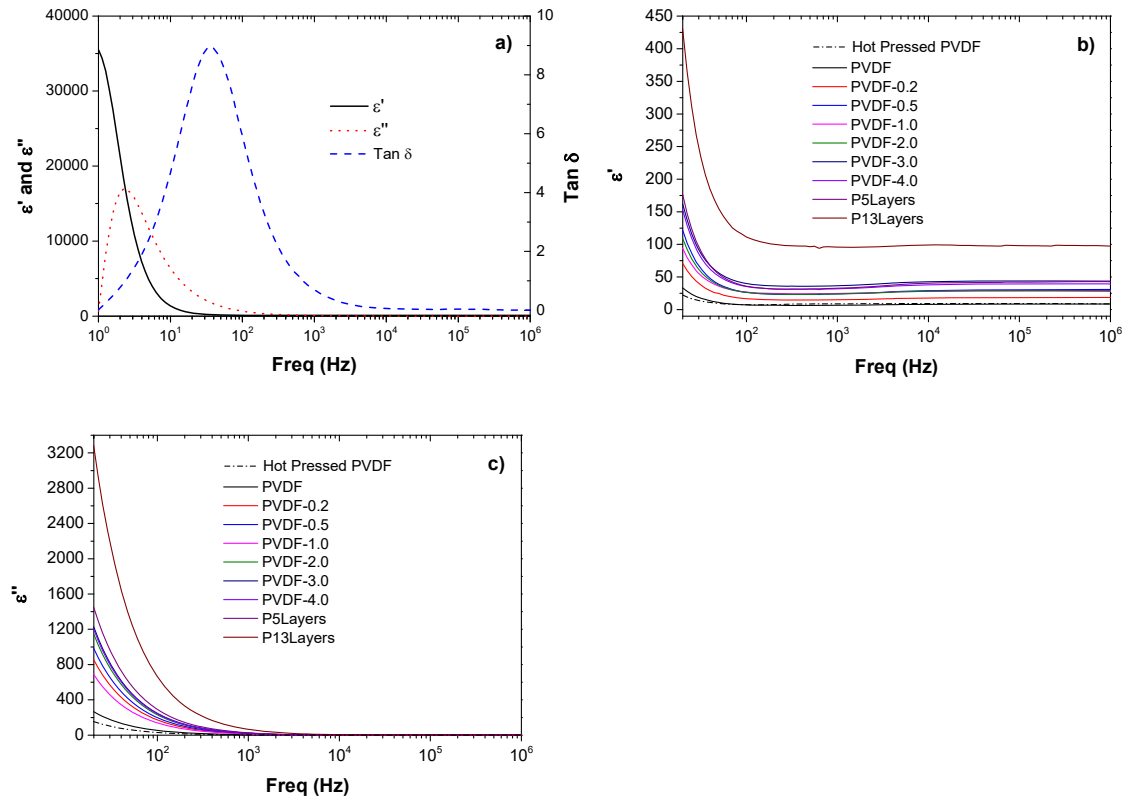 a)
40000
30000
20000
10000
0
ε' and ε"
10
8
6
4
2
0
Tan δ
ε'
ε"
Tan δ
10⁰ 10¹ 10² 10³ 10⁴ 10⁵ 10⁶
Freq (Hz)
b)
450
400
350
300
250
200
150
100
50
0
ε'
Hot Pressed PVDF
PVDF
PVDF-0.2
PVDF-0.5
PVDF-1.0
PVDF-2.0
PVDF-3.0
PVDF-4.0
P5Layers
P13Layers
10² 10³ 10⁴ 10⁵ 10⁶
Freq (Hz)
c)
3200
2800
2400
2000
1600
1200
800
400
0
ε"
Hot Pressed PVDF
PVDF
PVDF-0.2
PVDF-0.5
PVDF-1.0
PVDF-2.0
PVDF-3.0
PVDF-4.0
P5Layers
P13Layers
10² 10³ 10⁴ 10⁵ 10⁶
Freq (Hz)